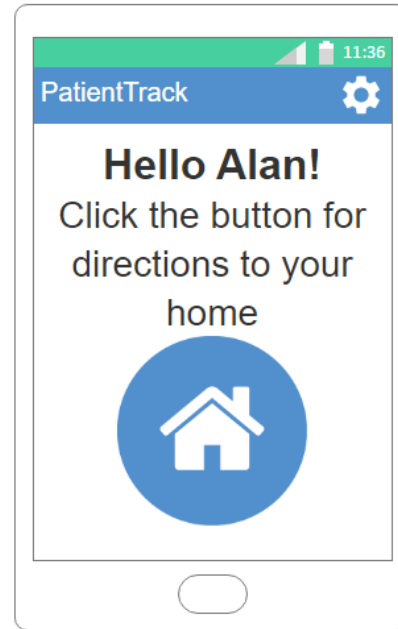 11:36
PatientTrack
Hello Alan!
Click the button for
directions to your
home